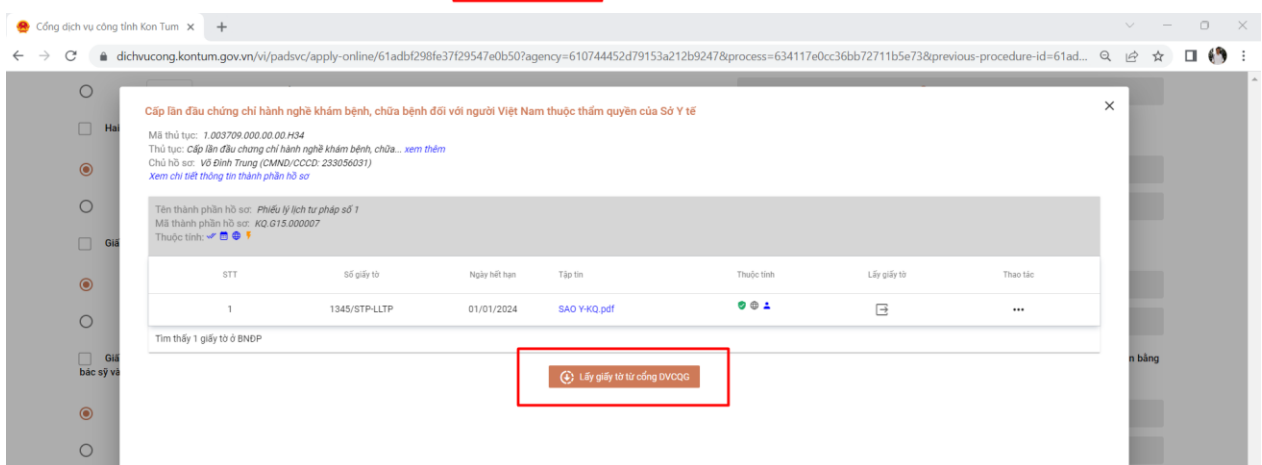 Cổng dịch vụ công tỉnh Kon Tum
dichvucong.kontum.gov.vn/vi/padsvc/apply-online/61adbf298fe37f29547e0b50?agency=610744452d79153a212b9247&process=634117e0cc36bb72711b5e73&previous-procedure-id=61ad...
Cấp lần đầu chứng chỉ hành nghề khám bệnh, chữa bệnh đối với người Việt Nam thuộc thẩm quyền của Sở Y tế
Hai
Mã thủ tục: 1.003709.000.00.00.H34
Thủ tục: Cấp lần đầu chứng chỉ hành nghề khám bệnh, chữa... xem thêm
Chủ hồ sơ: Võ Đình Trung (CMND/CCCD: 233056031)
Xem chi tiết thông tin thành phần hồ sơ
Tên thành phần hồ sơ: Phiếu lý lịch tư pháp số 1
Mã thành phần hồ sơ: KQ.G15.000007
Thuộc tính:
Giấ
STT Số giấy tờ Ngày hết hạn Tập tin Thuộc tính Lấy giấy tờ Thao tác
1 1345/STP-LLTP 01/01/2024 SAO Y-KQ.pdf
Tìm thấy 1 giấy tờ ở BNĐP
Giấ
n bằng
bác sỹ và
Lấy giấy tờ từ cổng DVCQG